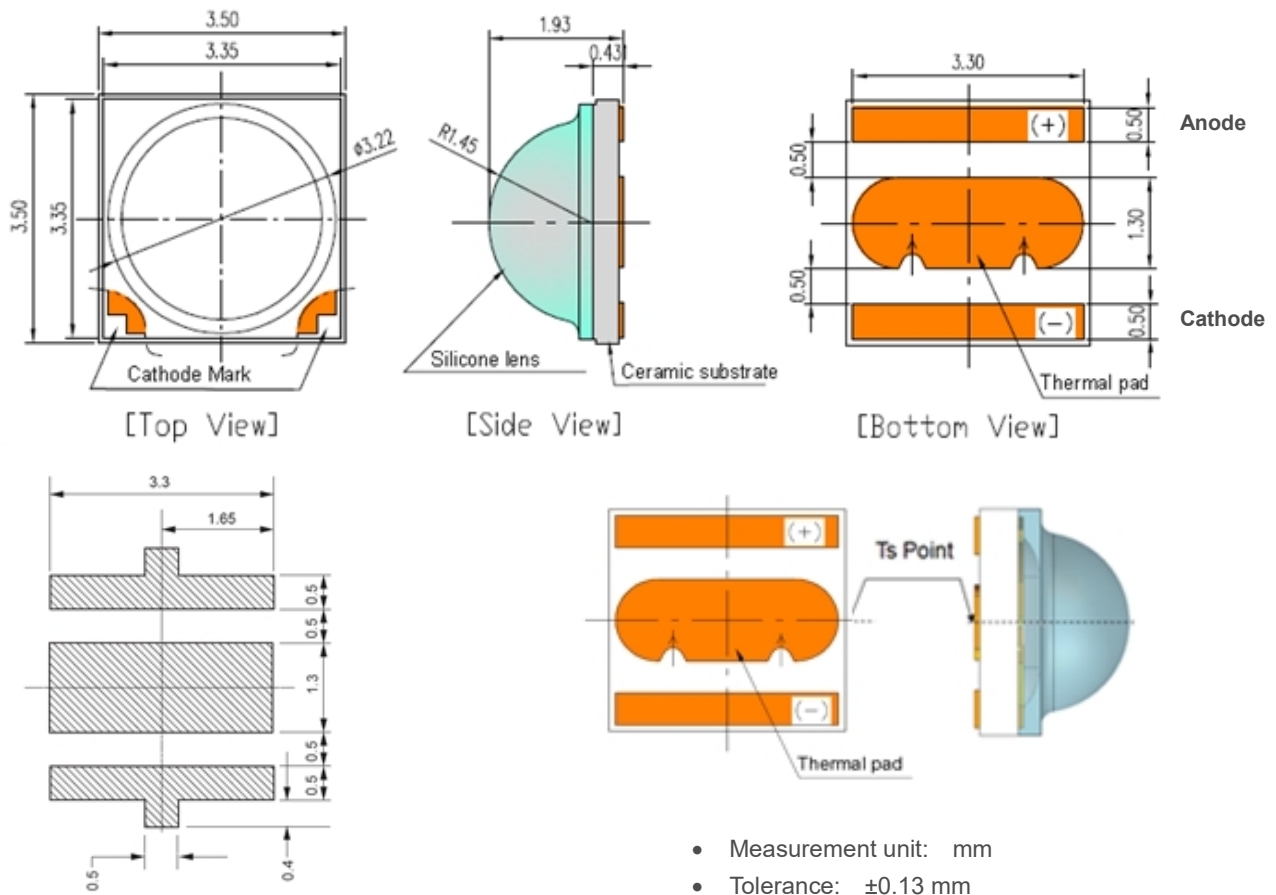 3.50
3.35
3.50
3.35
ø3.22
Cathode Mark
[Top View]
1.93
0.43
R1.45
Silicone lens
Ceramic substrate
[Side View]
3.30
(+)
0.50
Anode
0.50
1.30
0.50
(-)
0.50
Cathode
Thermal pad
[Bottom View]
3.3
1.65
0.5
0.5
1.3
0.5
0.5
0.5
0.4
(+)
Ts Point
(-)
Thermal pad
• Measurement unit: mm
• Tolerance: ±0.13 mm